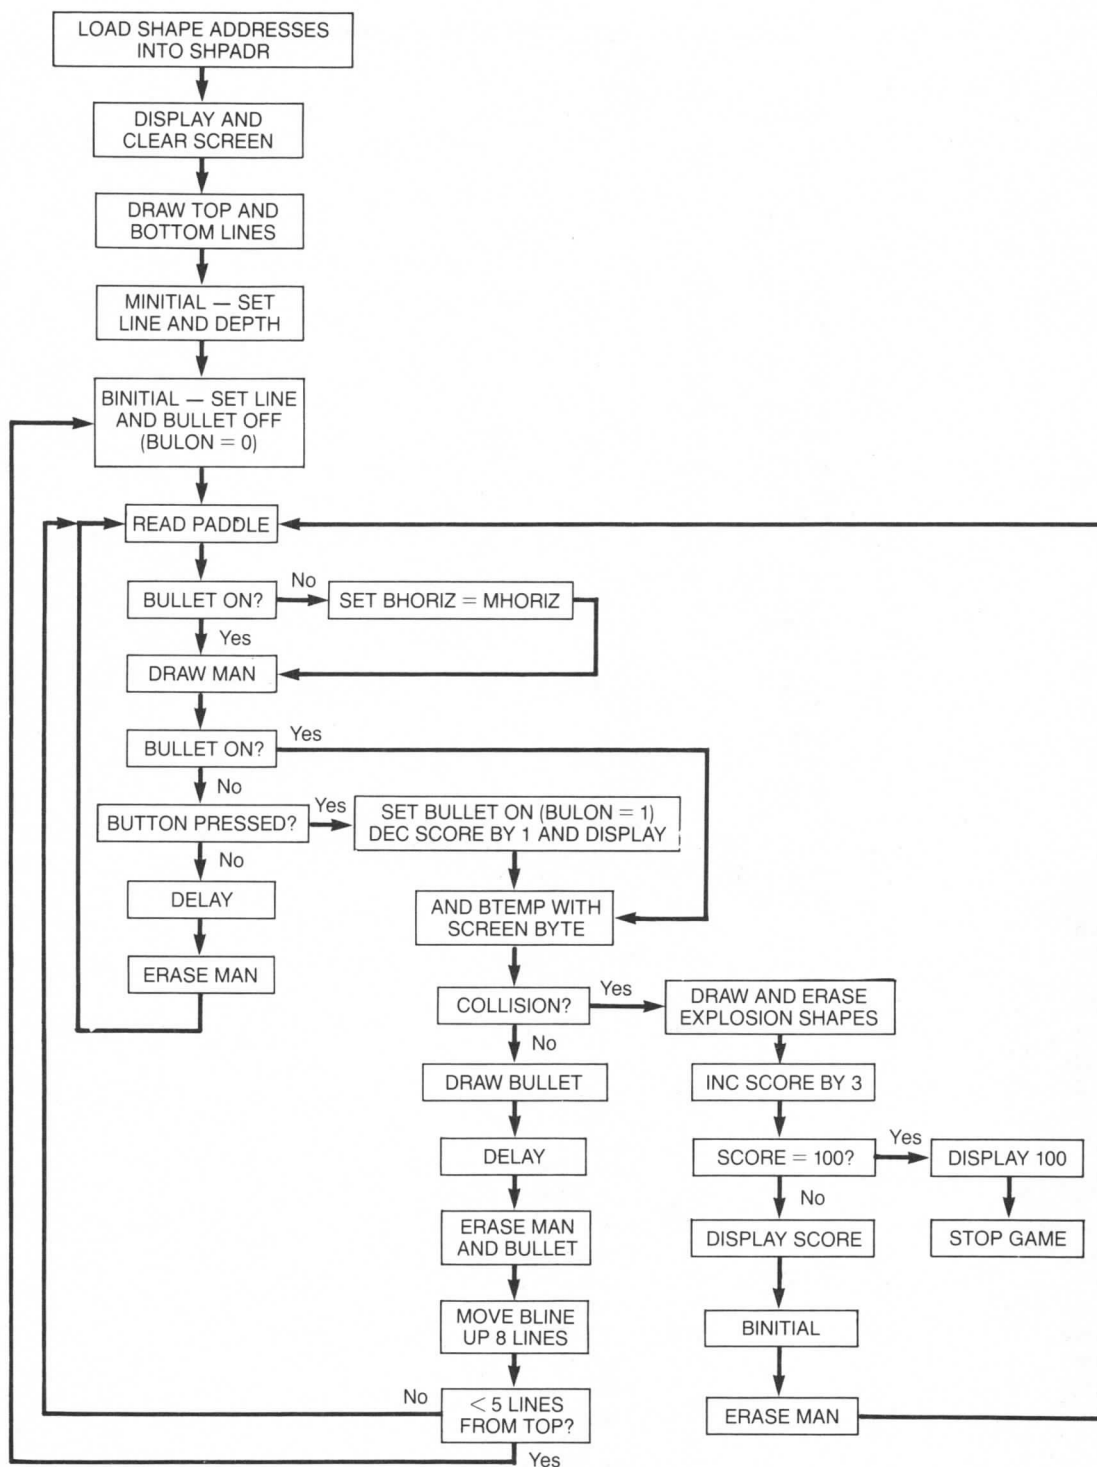 LOAD SHAPE ADDRESSES
INTO SHPADR
DISPLAY AND
CLEAR SCREEN
DRAW TOP AND
BOTTOM LINES
MINITIAL — SET
LINE AND DEPTH
BINITIAL — SET LINE
AND BULLET OFF
(BULON = 0)
READ PADDLE
BULLET ON?
No
SET BHORIZ = MHORIZ
Yes
DRAW MAN
BULLET ON?
Yes
No
BUTTON PRESSED?
Yes
SET BULLET ON (BULON = 1)
DEC SCORE BY 1 AND DISPLAY
No
DELAY
ERASE MAN
AND BTEMP WITH
SCREEN BYTE
COLLISION?
Yes
DRAW AND ERASE
EXPLOSION SHAPES
No
DRAW BULLET
INC SCORE BY 3
DELAY
SCORE = 100?
Yes
DISPLAY 100
No
STOP GAME
ERASE MAN
AND BULLET
DISPLAY SCORE
MOVE BLINE
UP 8 LINES
BINITIAL
No
< 5 LINES
FROM TOP?
Yes
ERASE MAN